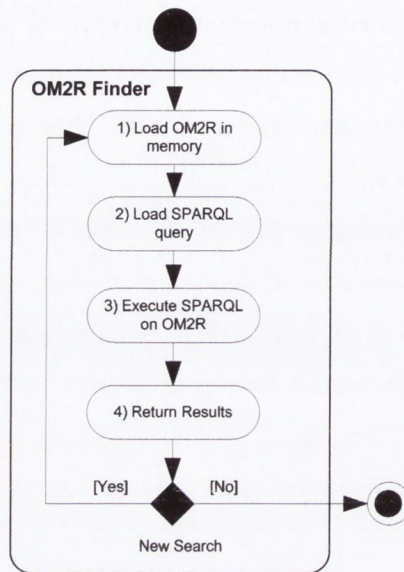 OM2R Finder
1) Load OM2R in
memory
2) Load SPARQL
query
3) Execute SPARQL
on OM2R
4) Return Results
[Yes]
[No]
New Search